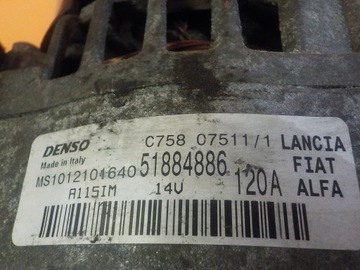 DENSO C758 07511/1 LANCIA
Made in Italy 51884886 FIAT
MS1012101640 120A ALFA
A115IM 14V